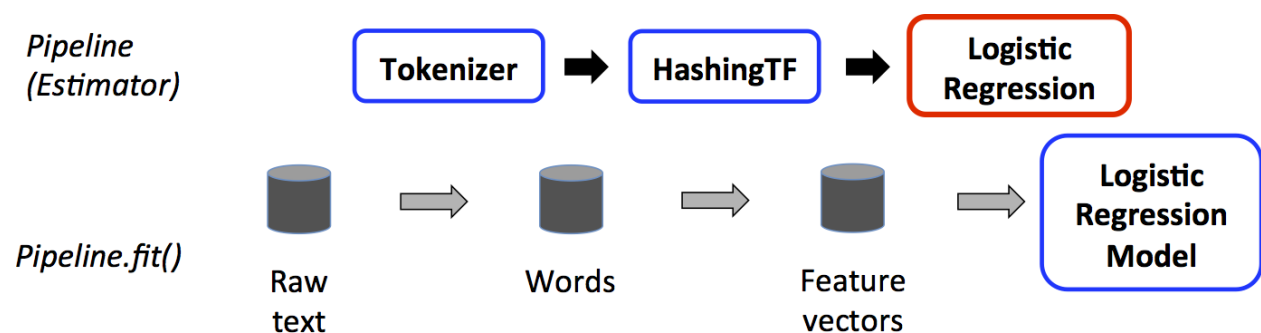 Pipeline
(Estimator)
Tokenizer
HashingTF
Logistic
Regression
Pipeline.fit()
Raw
text
Words
Feature
vectors
Logistic
Regression
Model